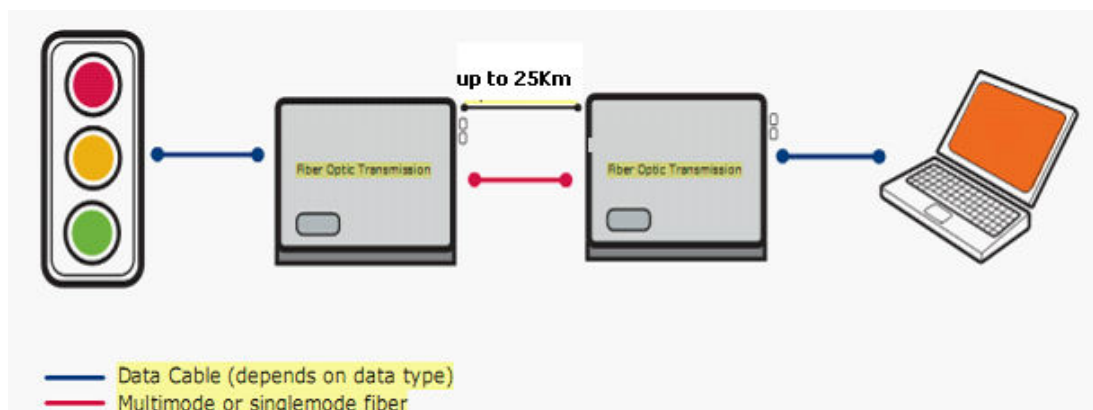 up to 25Km
Fiber Optic Transmission
Fiber Optic Transmission
Data Cable (depends on data type)
Multimode or singlemode fiber